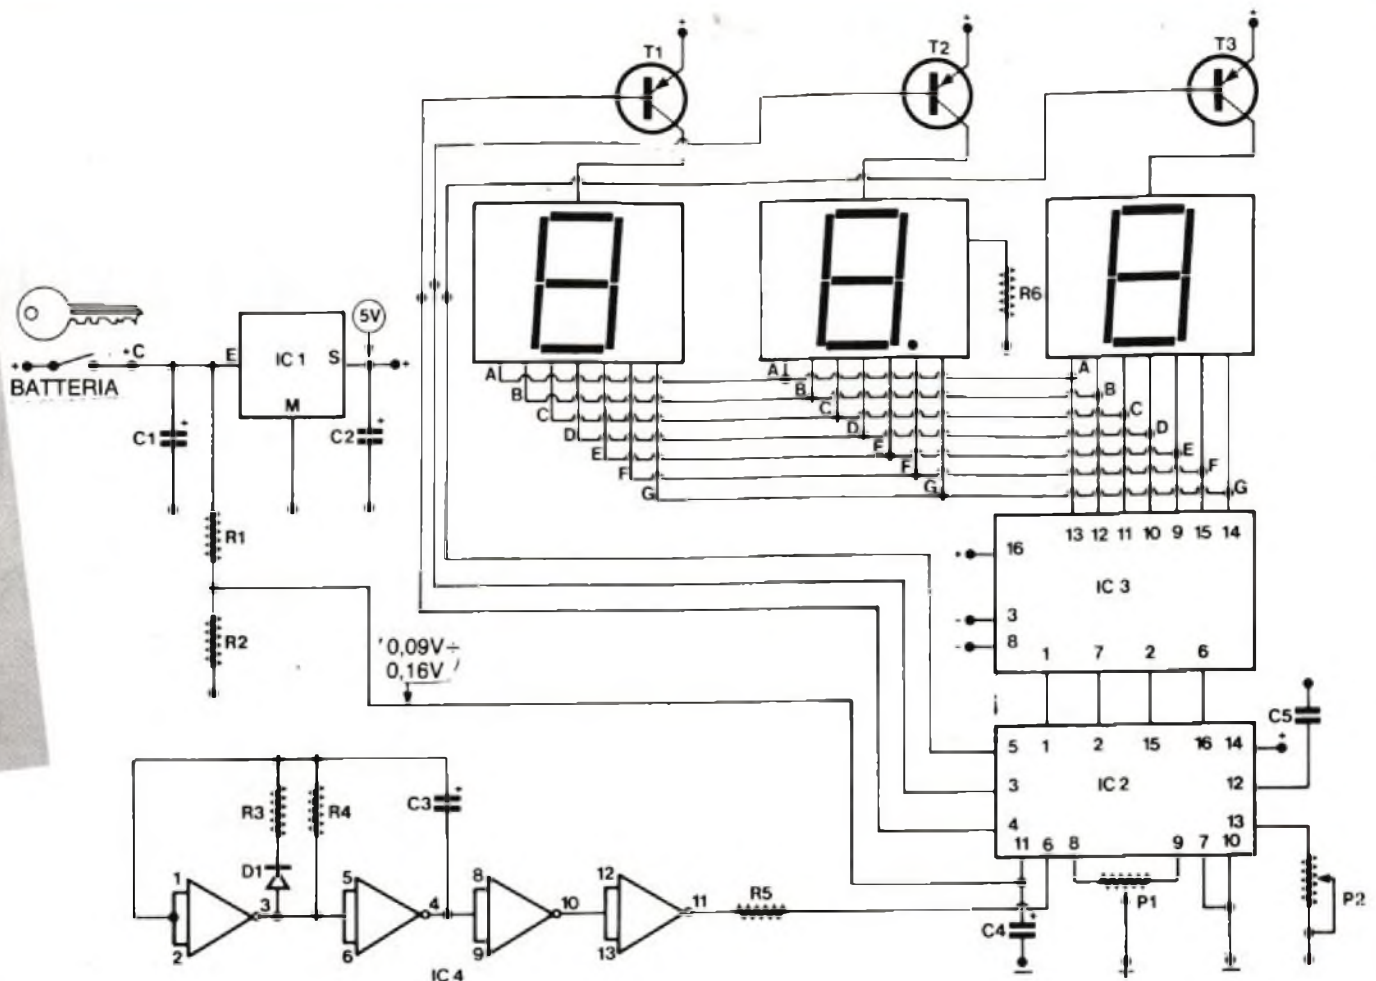 T1
T2
T3
5V
+C
E
IC 1
S
M
BATTERIA
C1
C2
R1
R2
R6
A
B
C
D
E
F
G
A
B
C
D
F
F
G
A
B
C
D
E
F
G
13 12 11 10 9 15 14
16
IC 3
3
8
1 7 2 6
0,09V÷
0,16V
C5
5 1 2 15 16 14
IC 2
3
12
4
13
11 6 8 9 7 10
R3
R4
C3
D1
1
2
3
5
6
4
8
9
10
12
13
11
R5
IC 4
C4
P1
P2